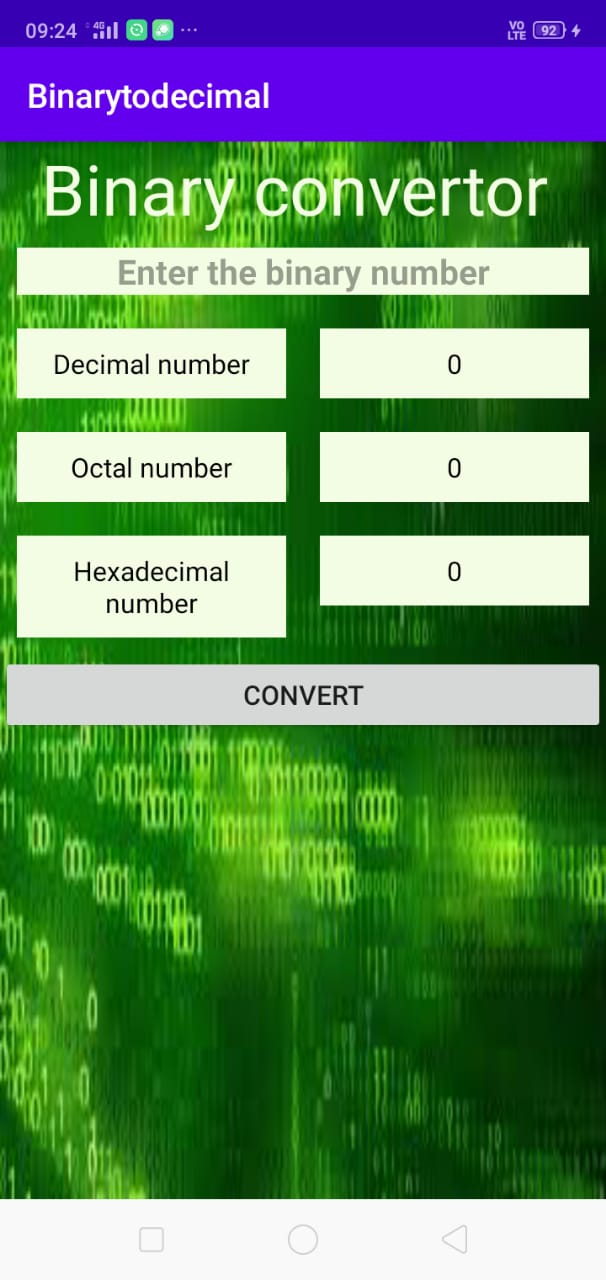 09:24 4G VO LTE 92
Binarytodecimal
Binary convertor
Enter the binary number
Decimal number 0
Octal number 0
Hexadecimal number 0
CONVERT